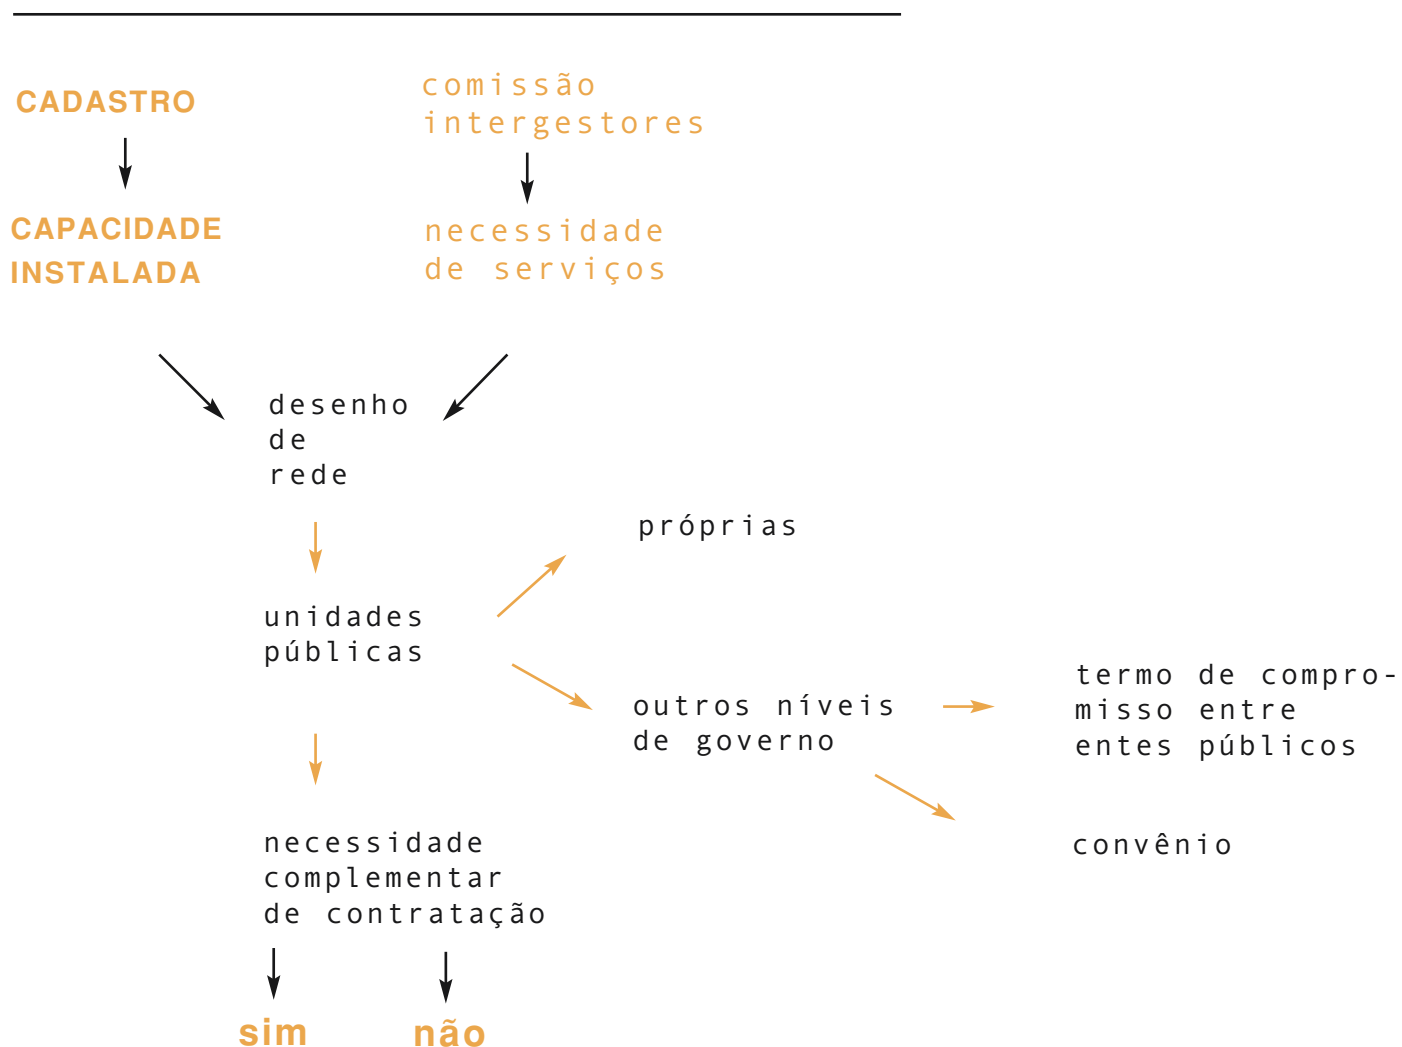 CADASTRO
comissão
intergestores
CAPACIDADE
INSTALADA
necessidade
de serviços
desenho
de
rede
próprias
unidades
públicas
outros níveis
de governo
termo de compro-
misso entre
entes públicos
convênio
necessidade
complementar
de contratação
sim
não